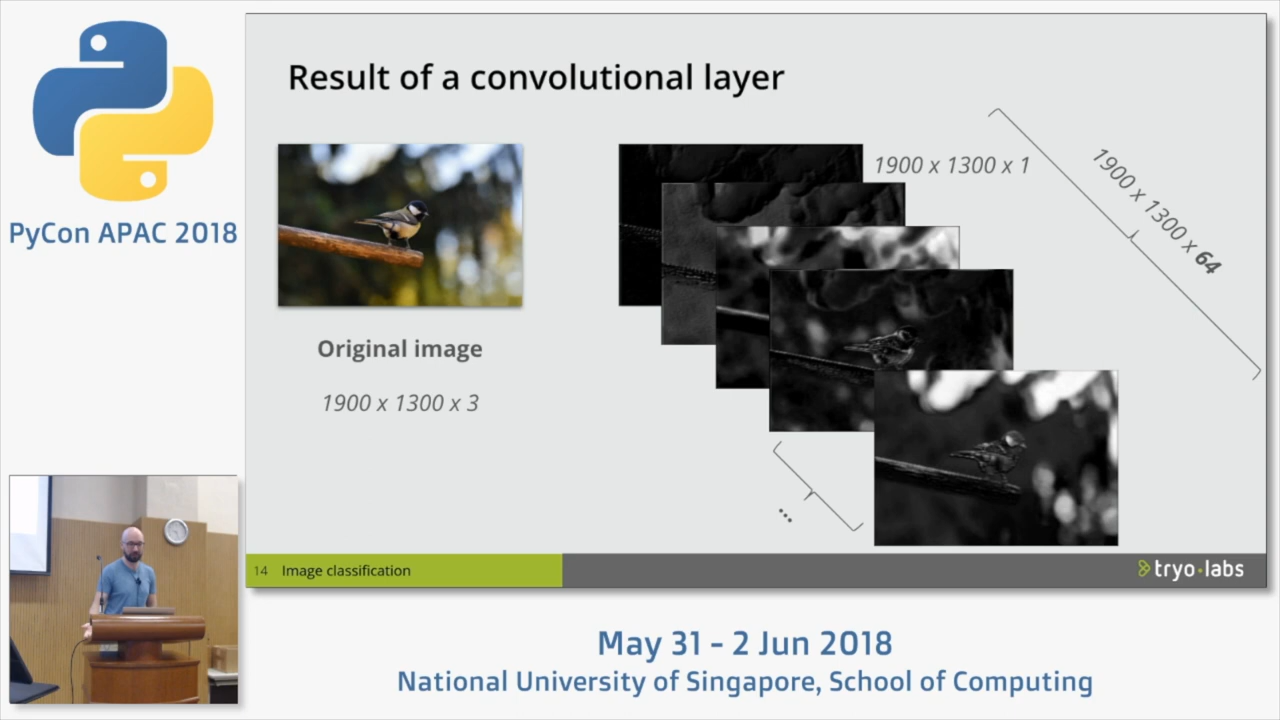 PyCon APAC 2018
Result of a convolutional layer
Original image
1900 x 1300 x 3
1900 x 1300 x 1
1900 x 1300 x 64
...
14 Image classification
tryo·labs
May 31 - 2 Jun 2018
National University of Singapore, School of Computing